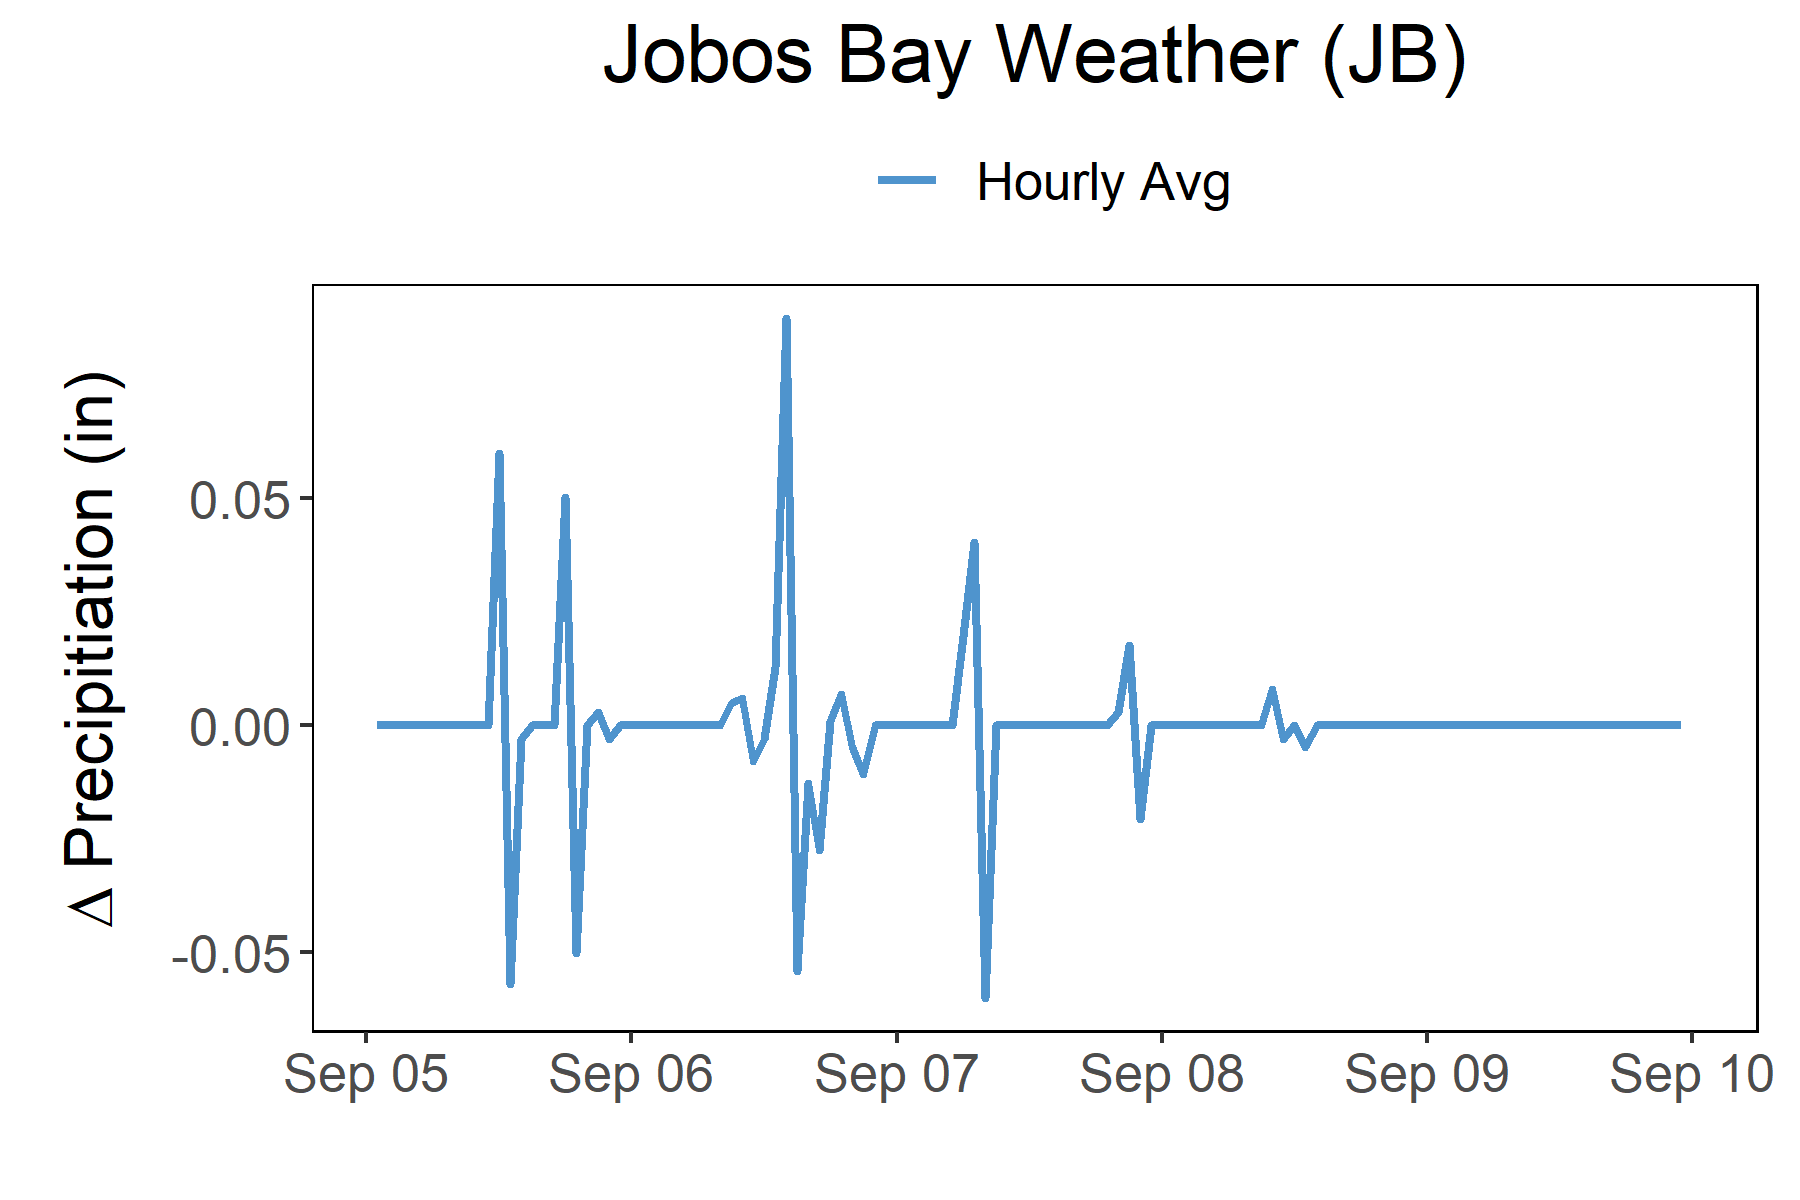 Jobos Bay Weather (JB)
Hourly Avg
Δ Precipitiation (in)
0.05
0.00
-0.05
Sep 05
Sep 06
Sep 07
Sep 08
Sep 09
Sep 10